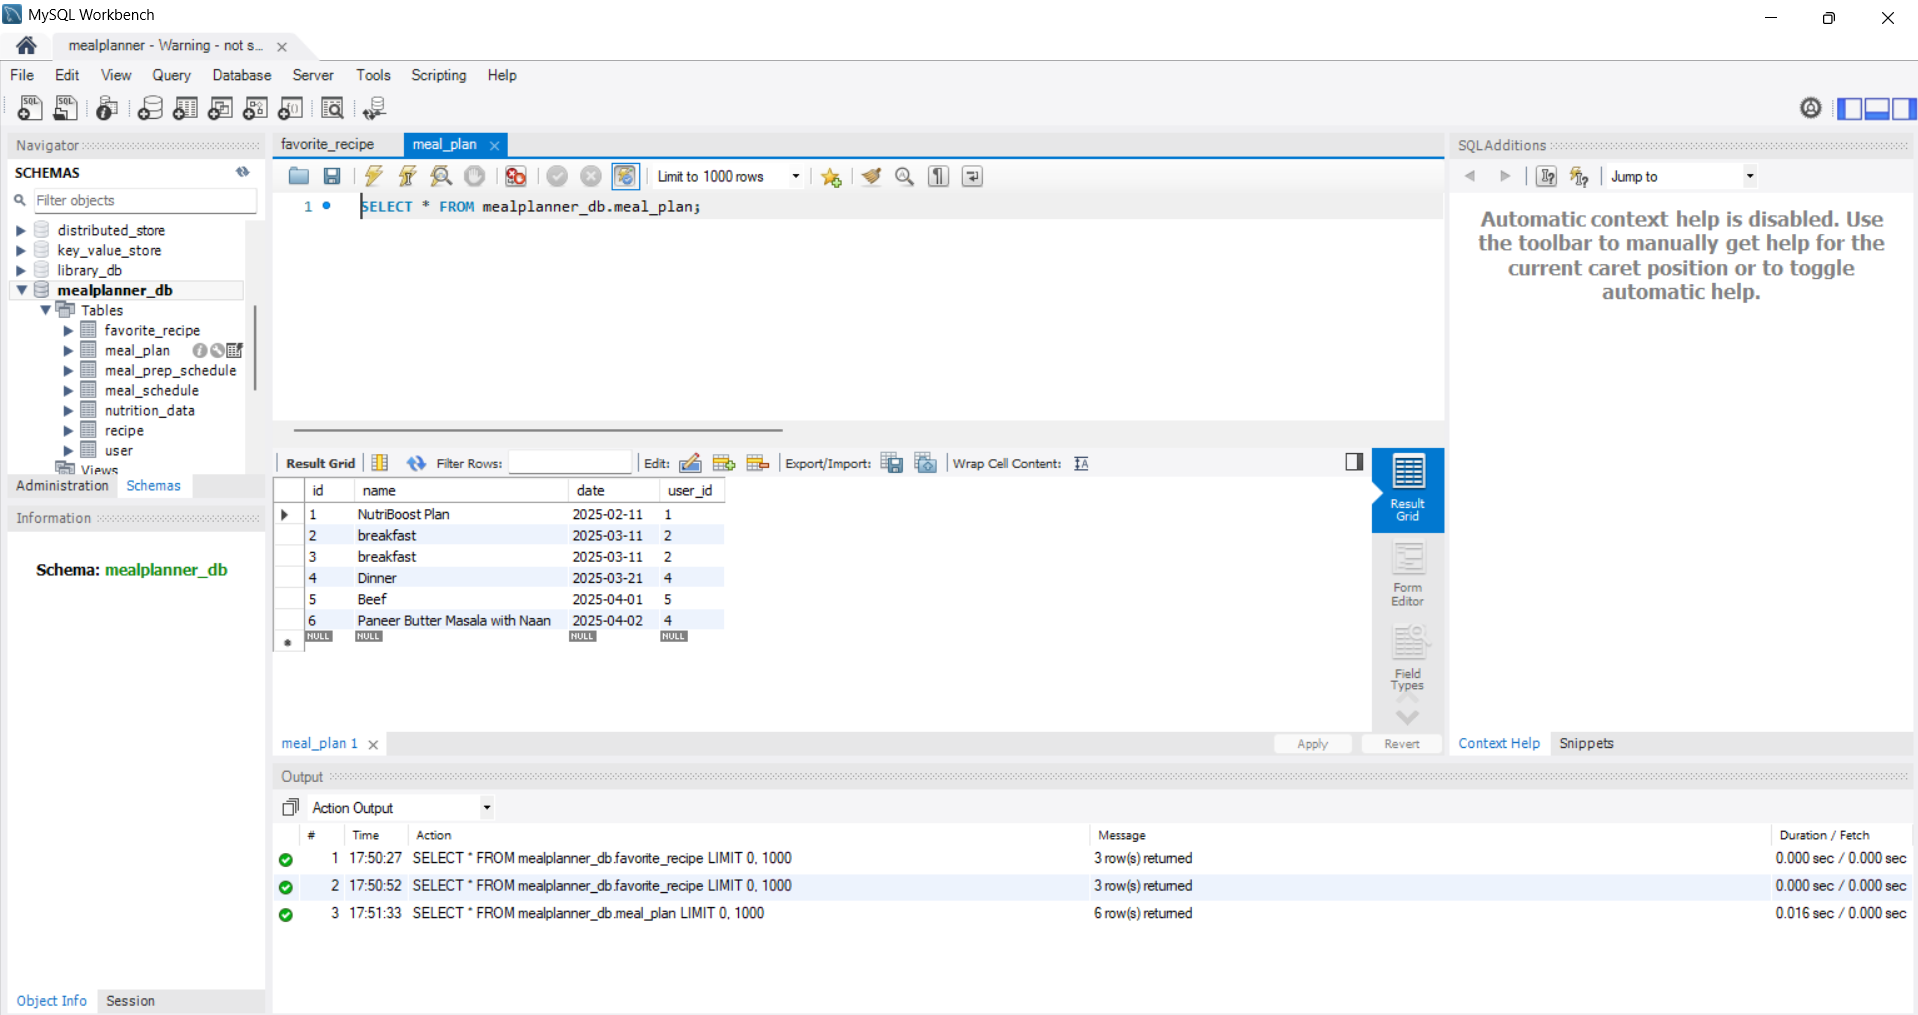 MySQL Workbench
mealplanner - Warning - not s...
File Edit View Query Database Server Tools Scripting Help
Navigator
SCHEMAS
Filter objects
distributed_store
key_value_store
library_db
mealplanner_db
Tables
favorite_recipe
meal_plan
meal_prep_schedule
meal_schedule
nutrition_data
recipe
user
Views
Administration Schemas
Information
Schema: mealplanner_db
Object Info Session
favorite_recipe meal_plan
Limit to 1000 rows
1 SELECT * FROM mealplanner_db.meal_plan;
Result Grid Filter Rows: Edit: Export/Import: Wrap Cell Content:
id name date user_id
1 NutriBoost Plan 2025-02-11 1
2 breakfast 2025-03-11 2
3 breakfast 2025-03-11 2
4 Dinner 2025-03-21 4
5 Beef 2025-04-01 5
6 Paneer Butter Masala with Naan 2025-04-02 4
NULL NULL NULL NULL
Result
Grid
Form
Editor
Field
Types
meal_plan 1 Apply Revert
SQLAdditions
Jump to
Automatic context help is disabled. Use
the toolbar to manually get help for the
current caret position or to toggle
automatic help.
Context Help Snippets
Output
Action Output
# Time Action Message Duration / Fetch
1 17:50:27 SELECT * FROM mealplanner_db.favorite_recipe LIMIT 0, 1000 3 row(s) returned 0.000 sec / 0.000 sec
2 17:50:52 SELECT * FROM mealplanner_db.favorite_recipe LIMIT 0, 1000 3 row(s) returned 0.000 sec / 0.000 sec
3 17:51:33 SELECT * FROM mealplanner_db.meal_plan LIMIT 0, 1000 6 row(s) returned 0.016 sec / 0.000 sec